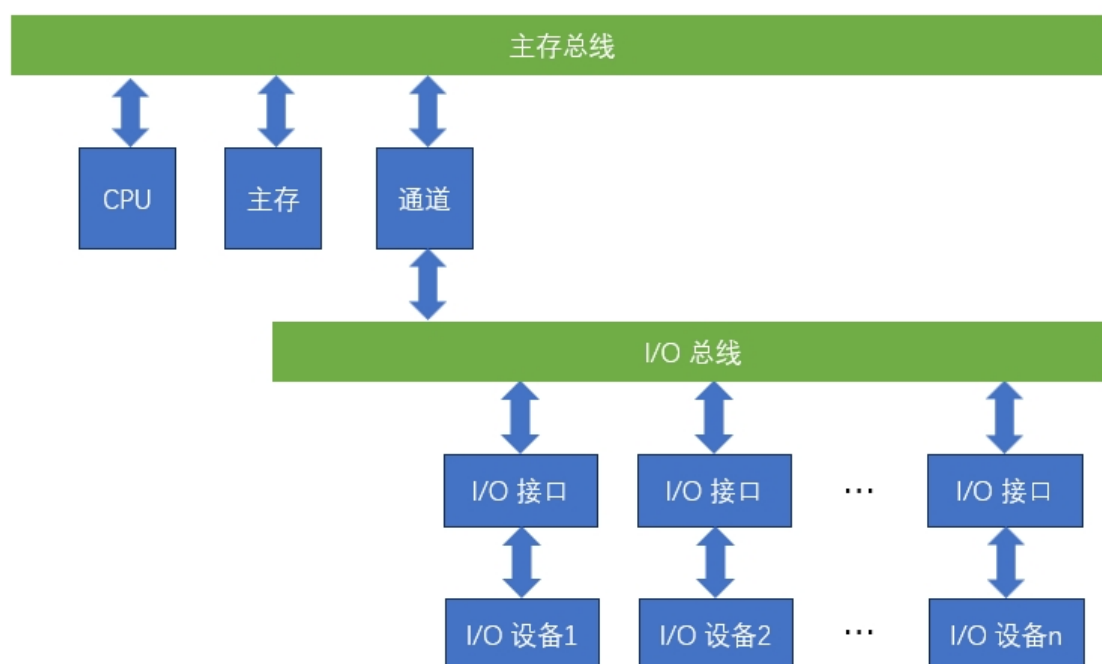 主存总线
CPU 主存 通道
I/O 总线
I/O 接口 I/O 接口 ... I/O 接口
I/O 设备1 I/O 设备2 ... I/O 设备n